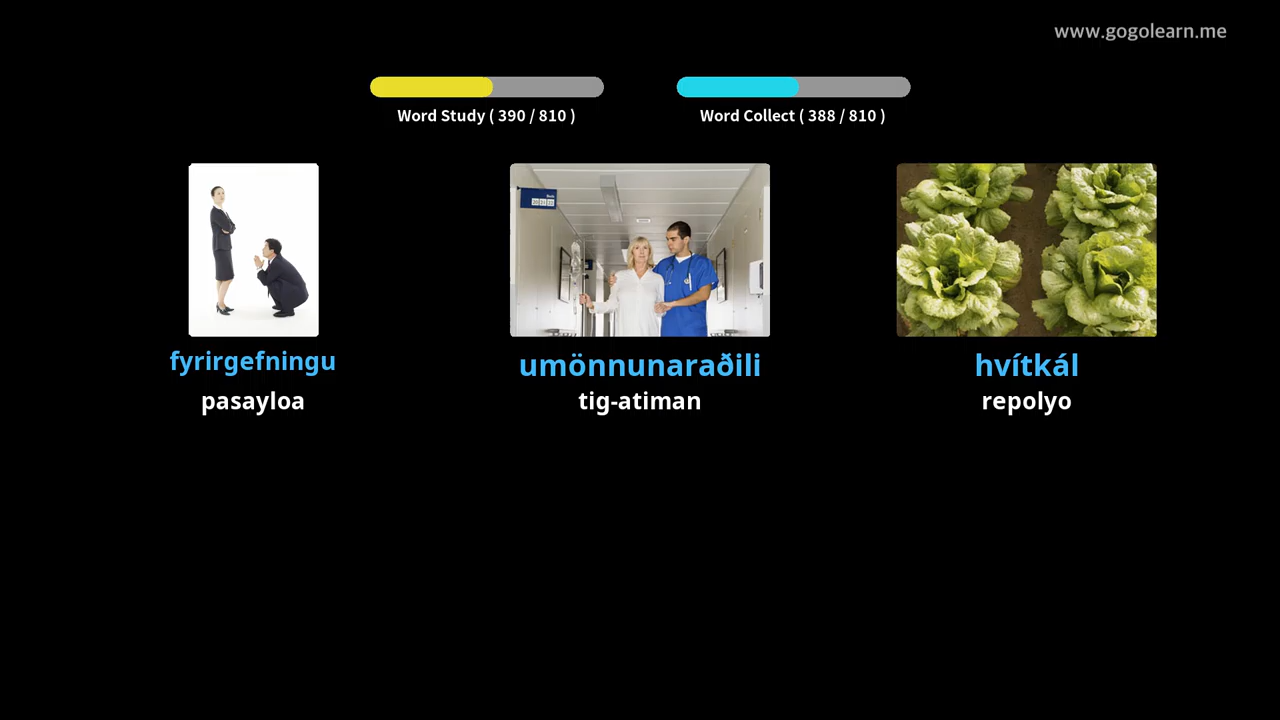 www.gogolearn.me
Word Study ( 390 / 810 )
Word Collect ( 388 / 810 )
fyrirgefningu
umönnunaraðili
hvítkál
pasayloa
tig-atiman
repolyo